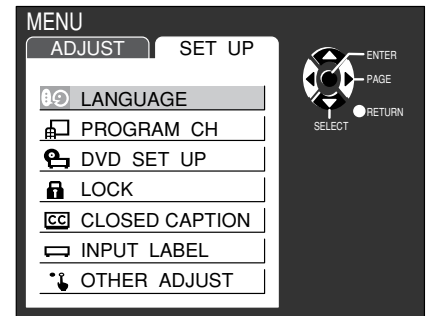 MENU
ADJUST SET UP
LANGUAGE
PROGRAM CH
DVD SET UP
LOCK
CC CLOSED CAPTION
INPUT LABEL
OTHER ADJUST
ENTER
PAGE
RETURN
SELECT